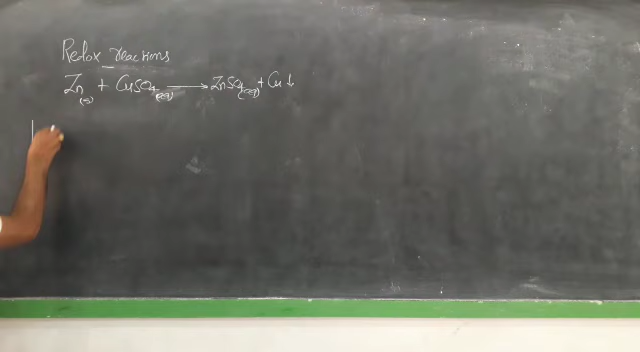 Redox reactions
Zn(s) + CuSO4(aq) → ZnSO4(aq) + Cu↓